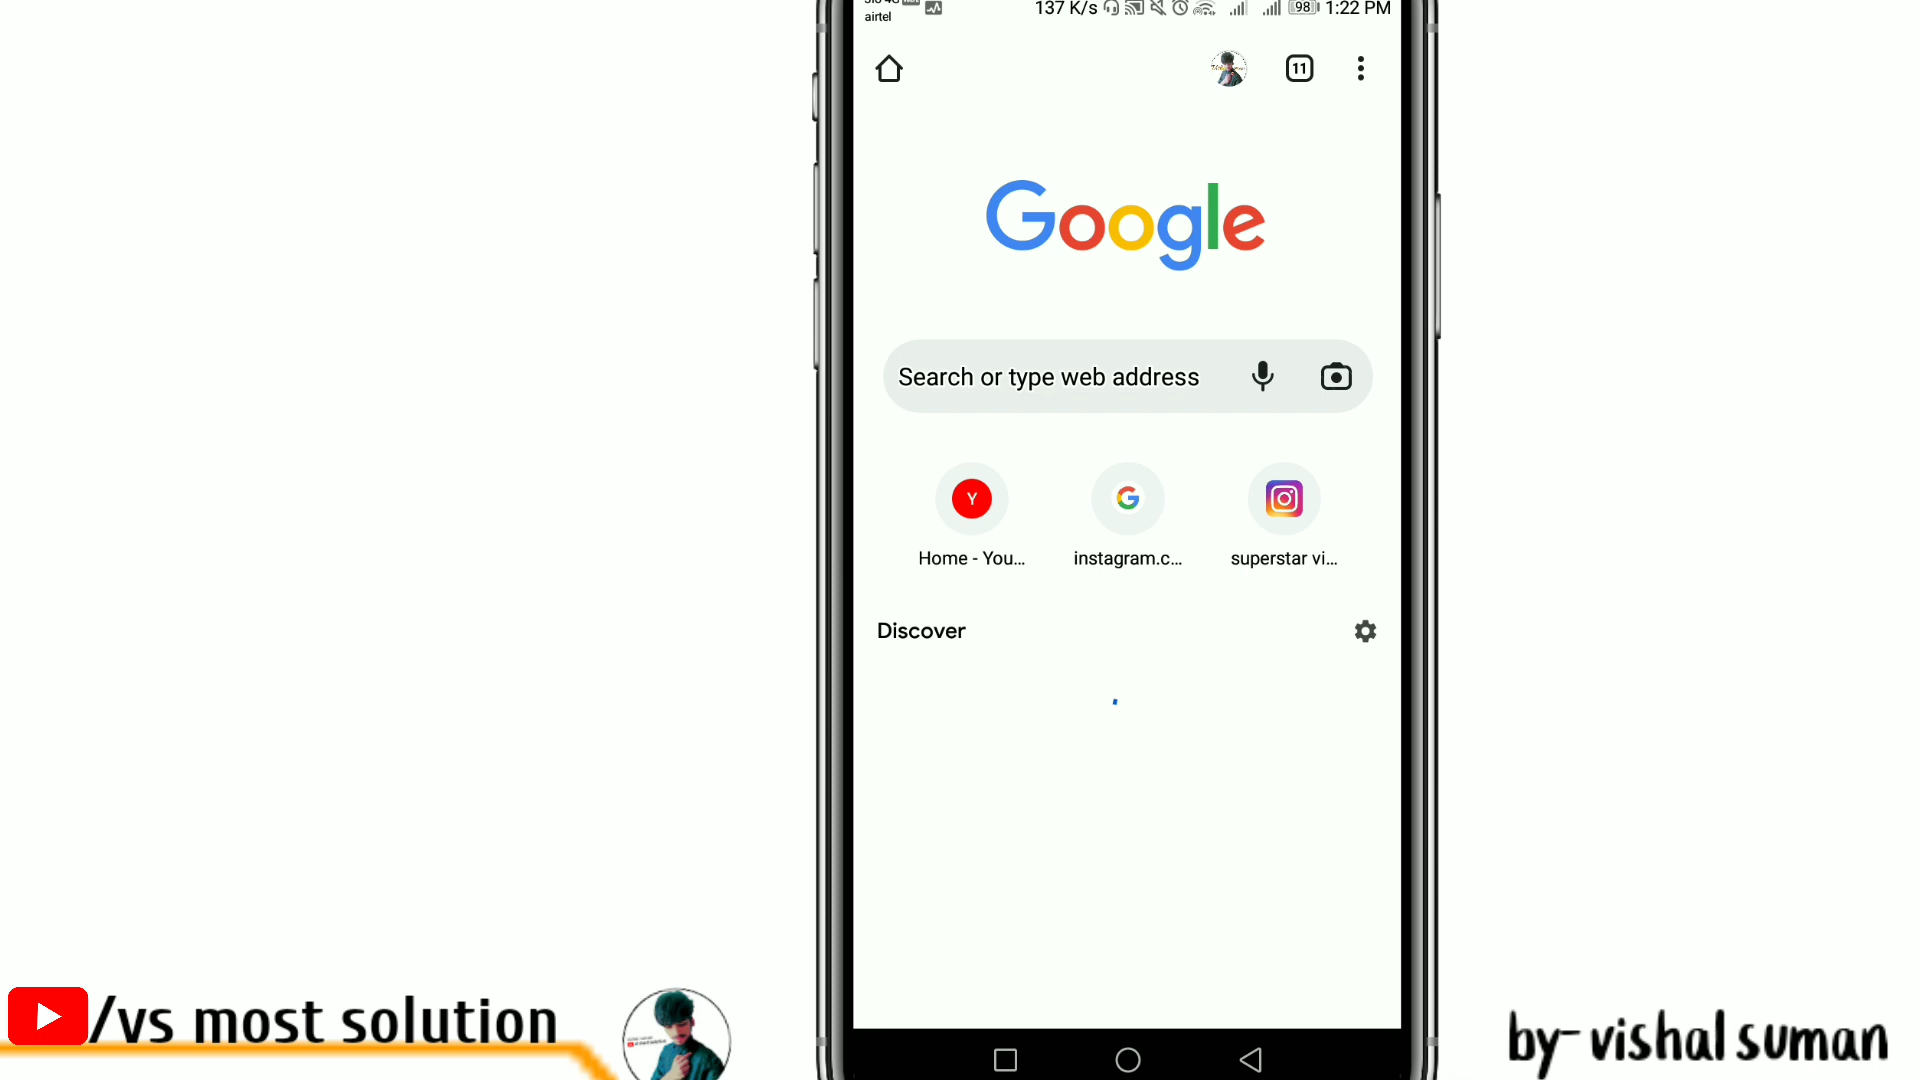 airtel
137 K/s 98 1:22 PM
11
Google
Search or type web address
Y
Home - You...
instagram.c...
superstar vi...
Discover
/vs most solution
by- vishal suman